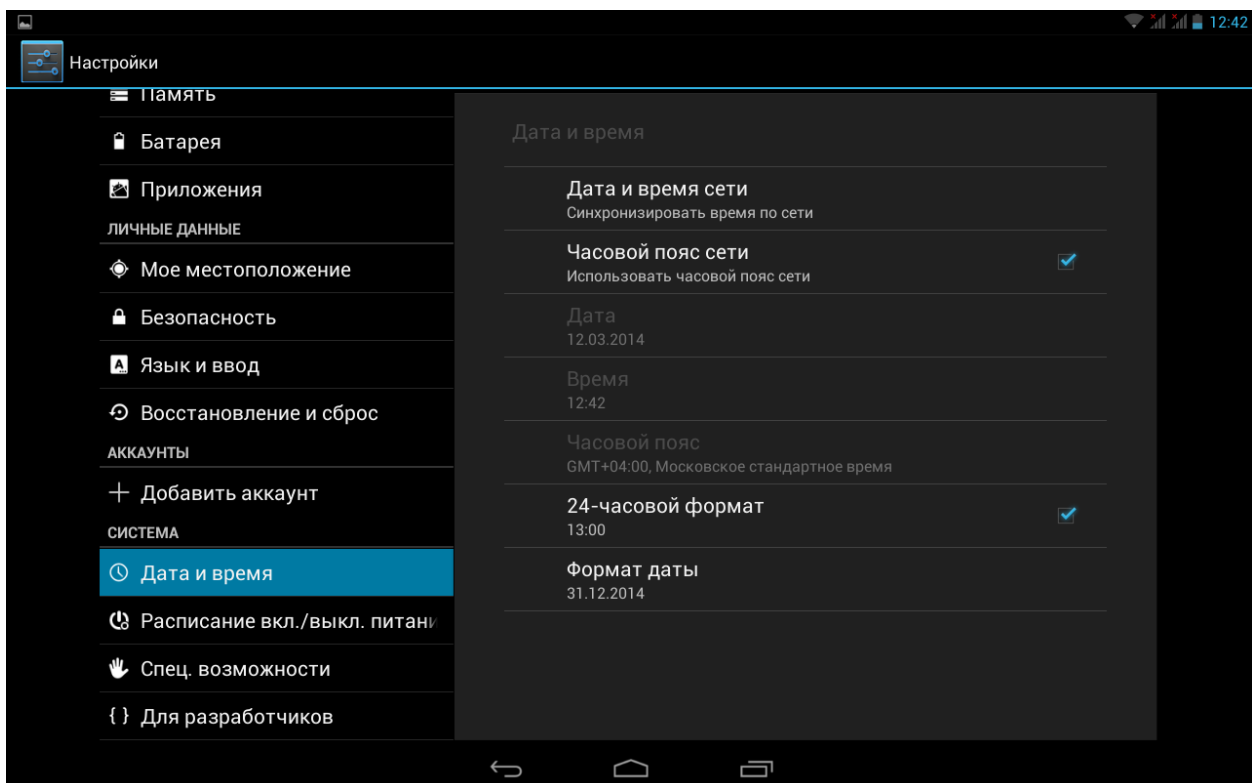 12:42
Настройки
Память
Батарея
Приложения
ЛИЧНЫЕ ДАННЫЕ
Мое местоположение
Безопасность
Язык и ввод
Восстановление и сброс
АККАУНТЫ
Добавить аккаунт
СИСТЕМА
Дата и время
Расписание вкл./выкл. питани
Спец. возможности
{ } Для разработчиков
Дата и время
Дата и время сети
Синхронизировать время по сети
Часовой пояс сети
Использовать часовой пояс сети
Дата
12.03.2014
Время
12:42
Часовой пояс
GMT+04:00, Московское стандартное время
24-часовой формат
13:00
Формат даты
31.12.2014